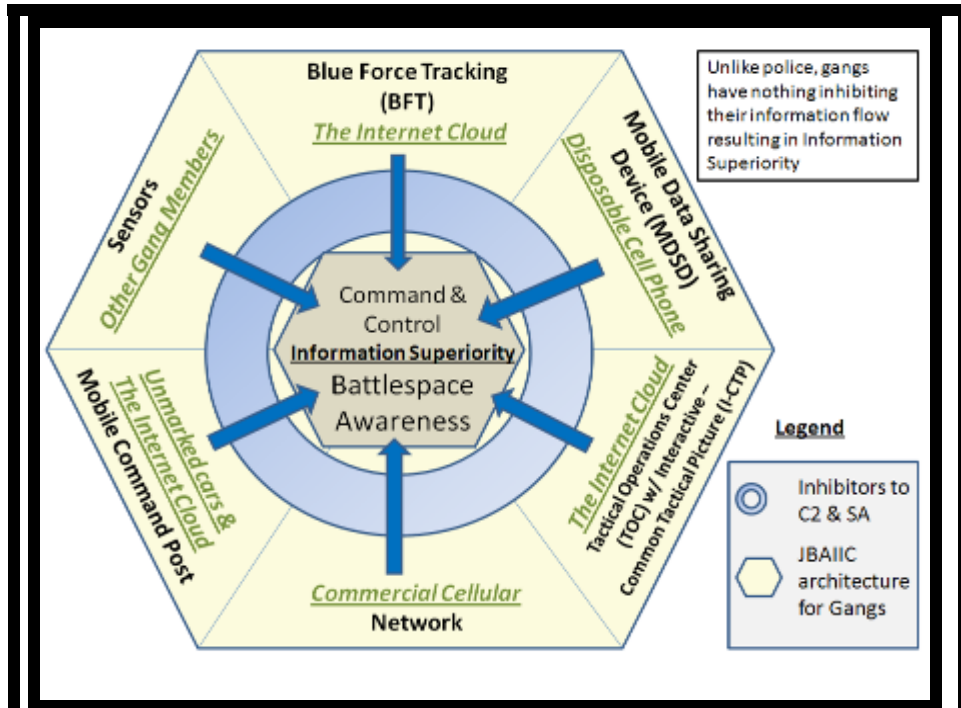 Blue Force Tracking
(BFT)
The Internet Cloud
Unlike police, gangs
have nothing inhibiting
their information flow
resulting in Information
Superiority
Sensors
Other Gang Members
Mobile Data Sharing
Device (MDSD)
Disposable Cell Phone
Command &
Control
Information Superiority
Battlespace
Awareness
Unmarked cars &
The Internet Cloud
Mobile Command Post
The Internet Cloud
Tactical Operations Center
(TOC) w/ Interactive –
Common Tactical Picture (I-CTP)
Commercial Cellular
Network
Legend
Inhibitors to
C2 & SA
JBAIIC
architecture
for Gangs